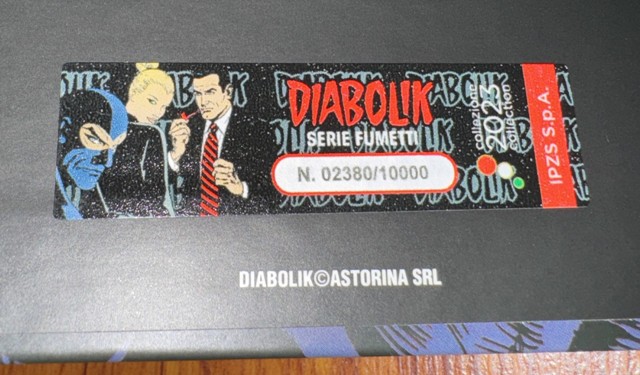 DIABOLIK
SERIE FUMETTI
N. 02380/10000
collezione
2023
collection
IPZS S.p.A.
DIABOLIK©ASTORINA SRL